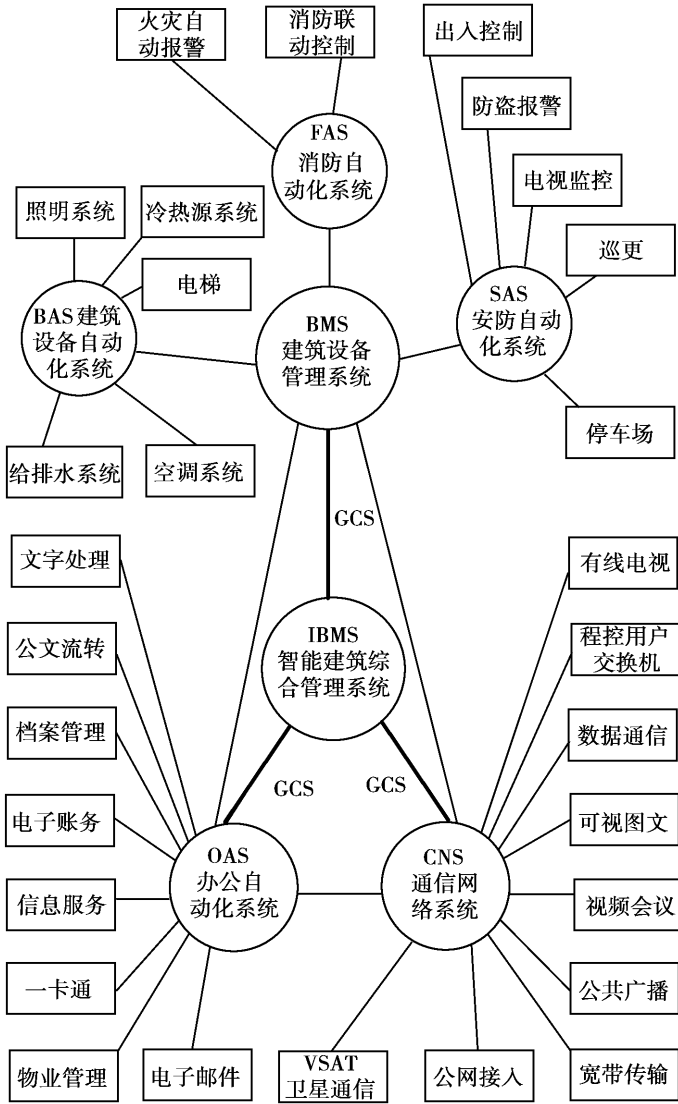 火灾自
动报警
消防联
动控制
出入控制
FAS
消防自
动化系统
防盗报警
电视监控
照明系统
冷热源系统
巡更
电梯
SAS
安防自动
化系统
BAS建筑
设备自动
化系统
BMS
建筑设备
管理系统
停车场
给排水系统
空调系统
GCS
文字处理
有线电视
IBMS
智能建筑综
合管理系统
公文流转
程控用户
交换机
档案管理
数据通信
GCS
GCS
电子账务
可视图文
OAS
办公自
动化系统
CNS
通信网
络系统
信息服务
视频会议
一卡通
公共广播
物业管理
电子邮件
VSAT
卫星通信
公网接入
宽带传输